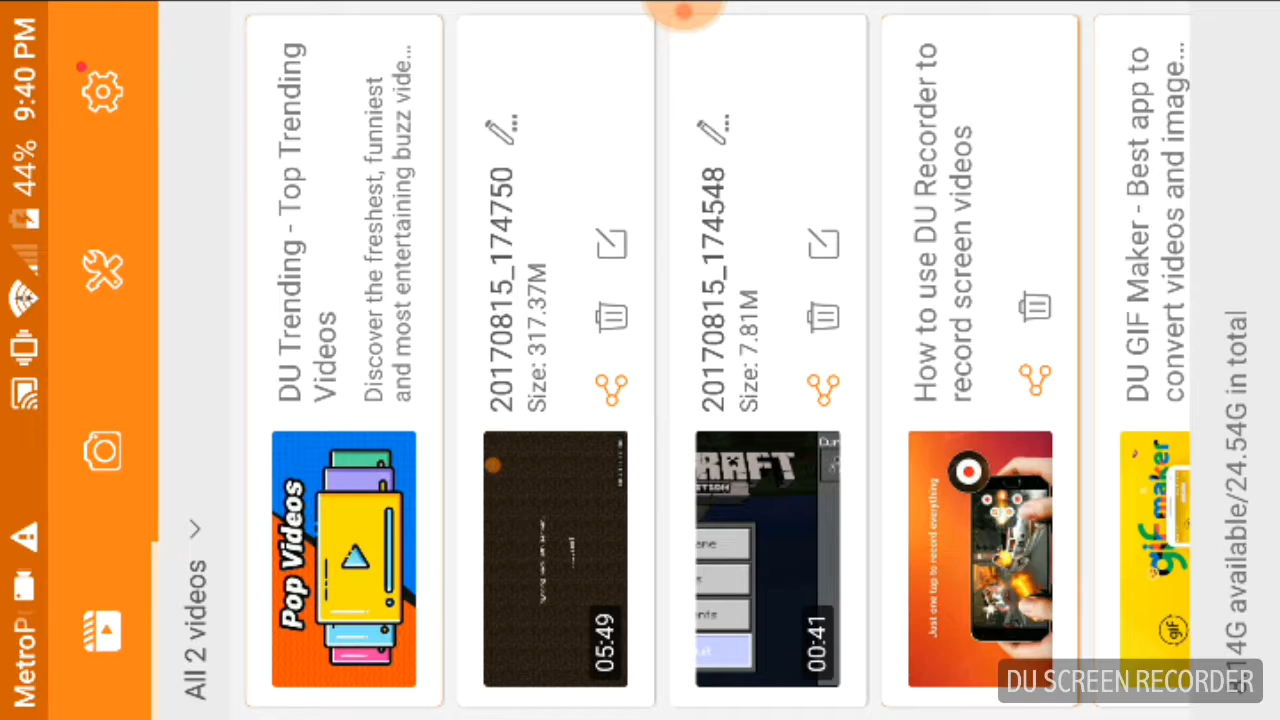 MetroP
44% 9:40 PM
All 2 videos
DU Trending - Top Trending
Videos
Discover the freshest, funniest
and most entertaining buzz vide...
Pop Videos
20170815_174750
Size: 317.37M
05:49
20170815_174548
Size: 7.81M
00:41
How to use DU Recorder to
record screen videos
Just one tap to record everything
DU GIF Maker - Best app to
convert videos and image...
gif maker
gif
14G available/24.54G in total
DU SCREEN RECORDER